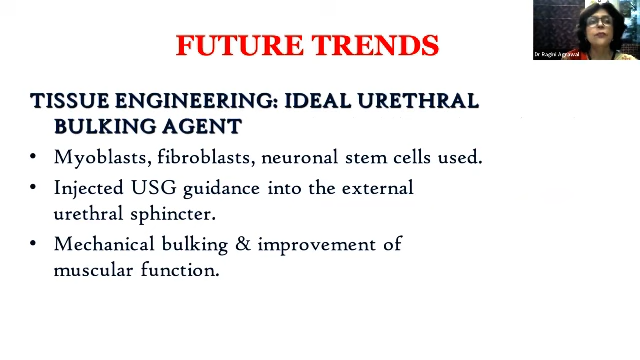 FUTURE TRENDS
Dr Ragini Agrawal
TISSUE ENGINEERING: IDEAL URETHRAL
BULKING AGENT
• Myoblasts, fibroblasts, neuronal stem cells used.
• Injected USG guidance into the external
urethral sphincter.
• Mechanical bulking & improvement of
muscular function.